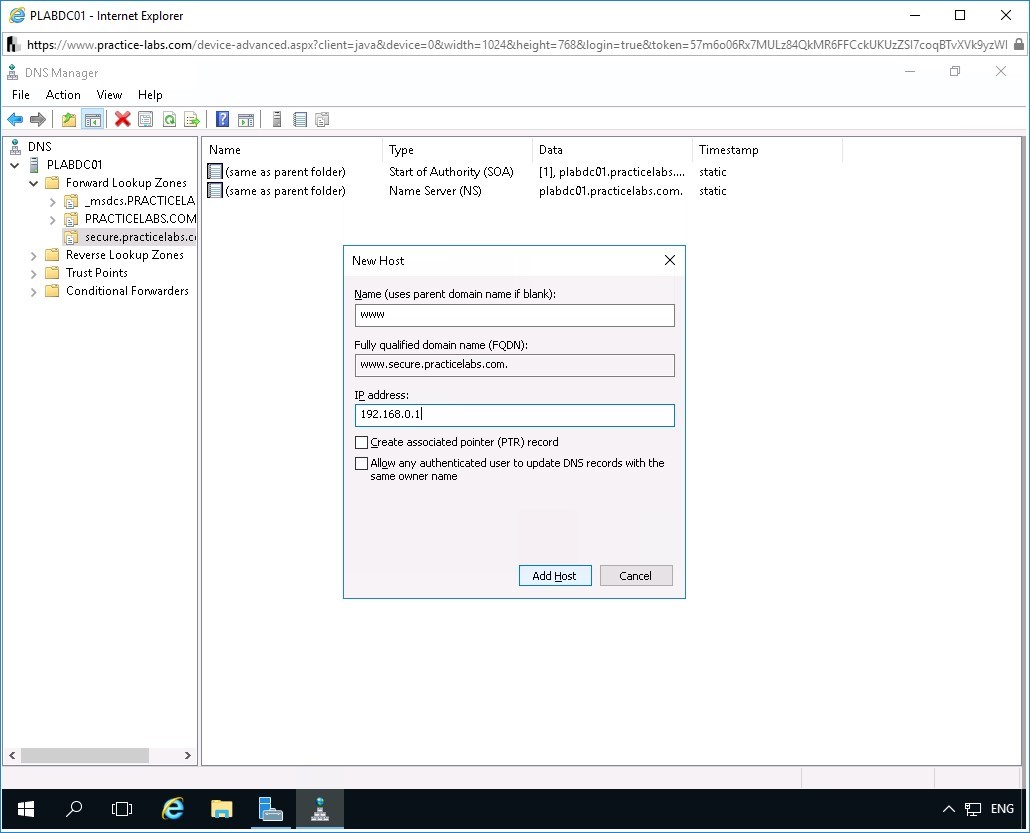 PLABDC01 - Internet Explorer
https://www.practice-labs.com/device-advanced.aspx?client=java&device=0&width=1024&height=768&login=true&token=57m6o06Rx7MULz84QkMR6FFCckUKUzZSI7coqBTvXVk9yzWl
DNS Manager
File Action View Help
Name Type Data Timestamp
DNS
PLABDC01
Forward Lookup Zones
_msdcs.PRACTICELA
PRACTICELABS.COM
secure.practicelabs.c
Reverse Lookup Zones
Trust Points
Conditional Forwarders
(same as parent folder) Start of Authority (SOA) [1], plabdc01.practicelabs.... static
(same as parent folder) Name Server (NS) plabdc01.practicelabs.com. static
New Host
Name (uses parent domain name if blank):
www
Fully qualified domain name (FQDN):
www.secure.practicelabs.com.
IP address:
192.168.0.1
Create associated pointer (PTR) record
Allow any authenticated user to update DNS records with the
same owner name
Add Host Cancel
ENG